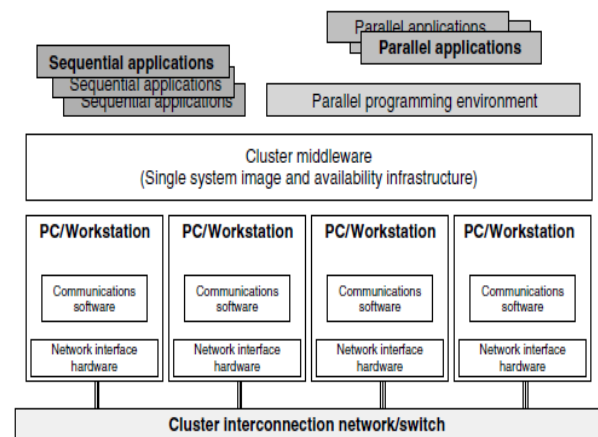 Parallel applications
Parallel applications
Sequential applications
Sequential applications
Sequential applications
Parallel programming environment
Cluster middleware
(Single system image and availability infrastructure)
PC/Workstation
PC/Workstation
PC/Workstation
PC/Workstation
Communications
software
Communications
software
Communications
software
Communications
software
Network interface
hardware
Network interface
hardware
Network interface
hardware
Network interface
hardware
Cluster interconnection network/switch